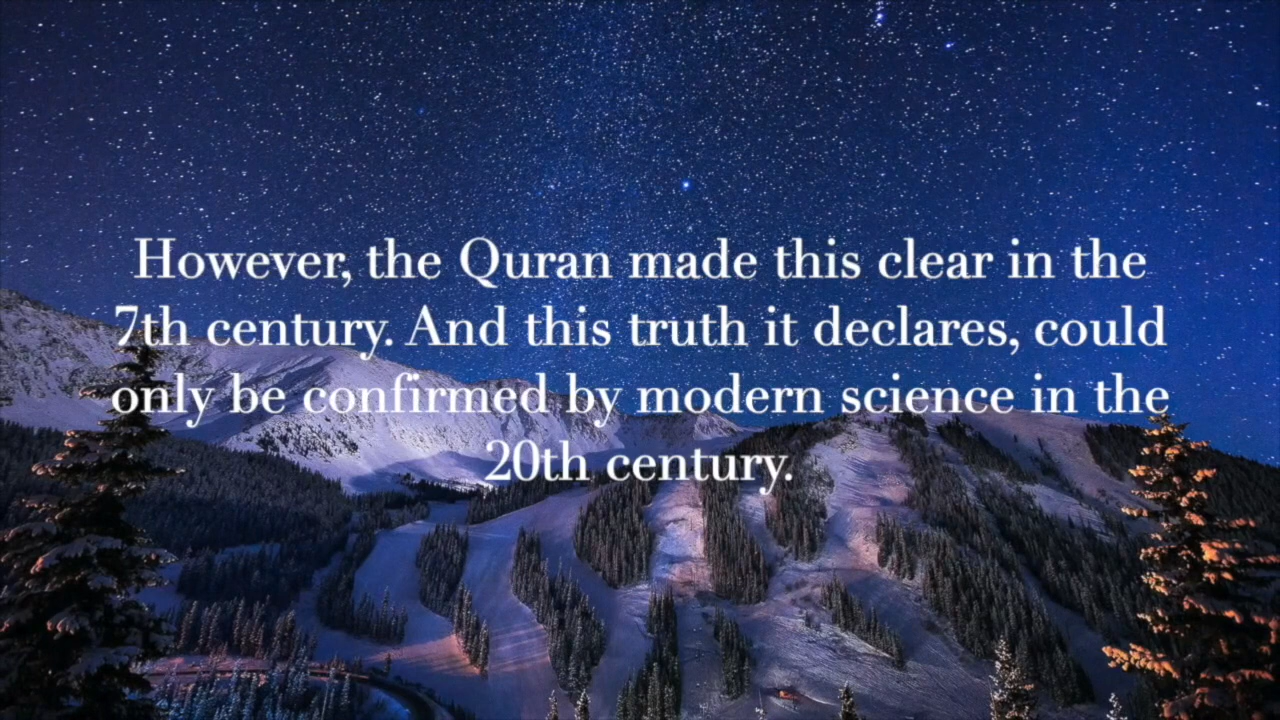 However, the Quran made this clear in the
7th century. And this truth it declares, could
only be confirmed by modern science in the
20th century.